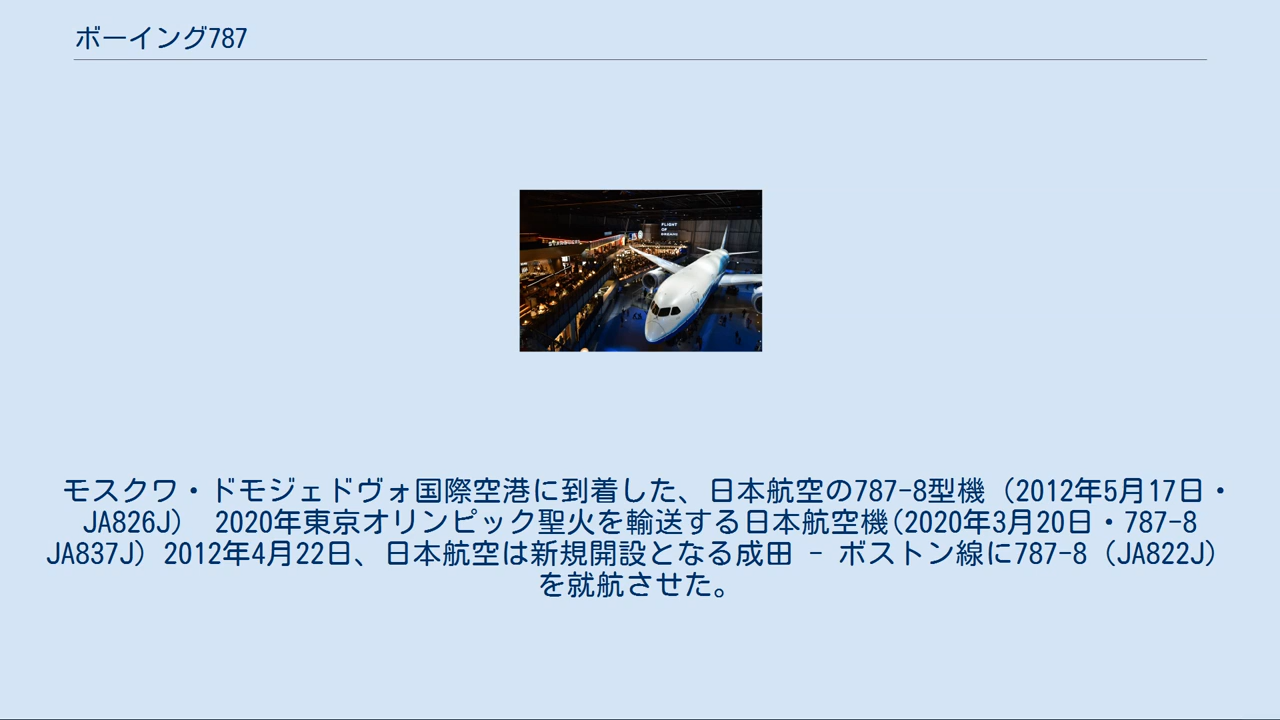 ボーイング787
STARBUCKS
FLIGHT
OF
DREAMS
モスクワ・ドモジェドヴォ国際空港に到着した、日本航空の787-8型機（2012年5月17日・
JA826J） 2020年東京オリンピック聖火を輸送する日本航空機(2020年3月20日・787-8
JA837J）2012年4月22日、日本航空は新規開設となる成田 - ボストン線に787-8（JA822J）
を就航させた。